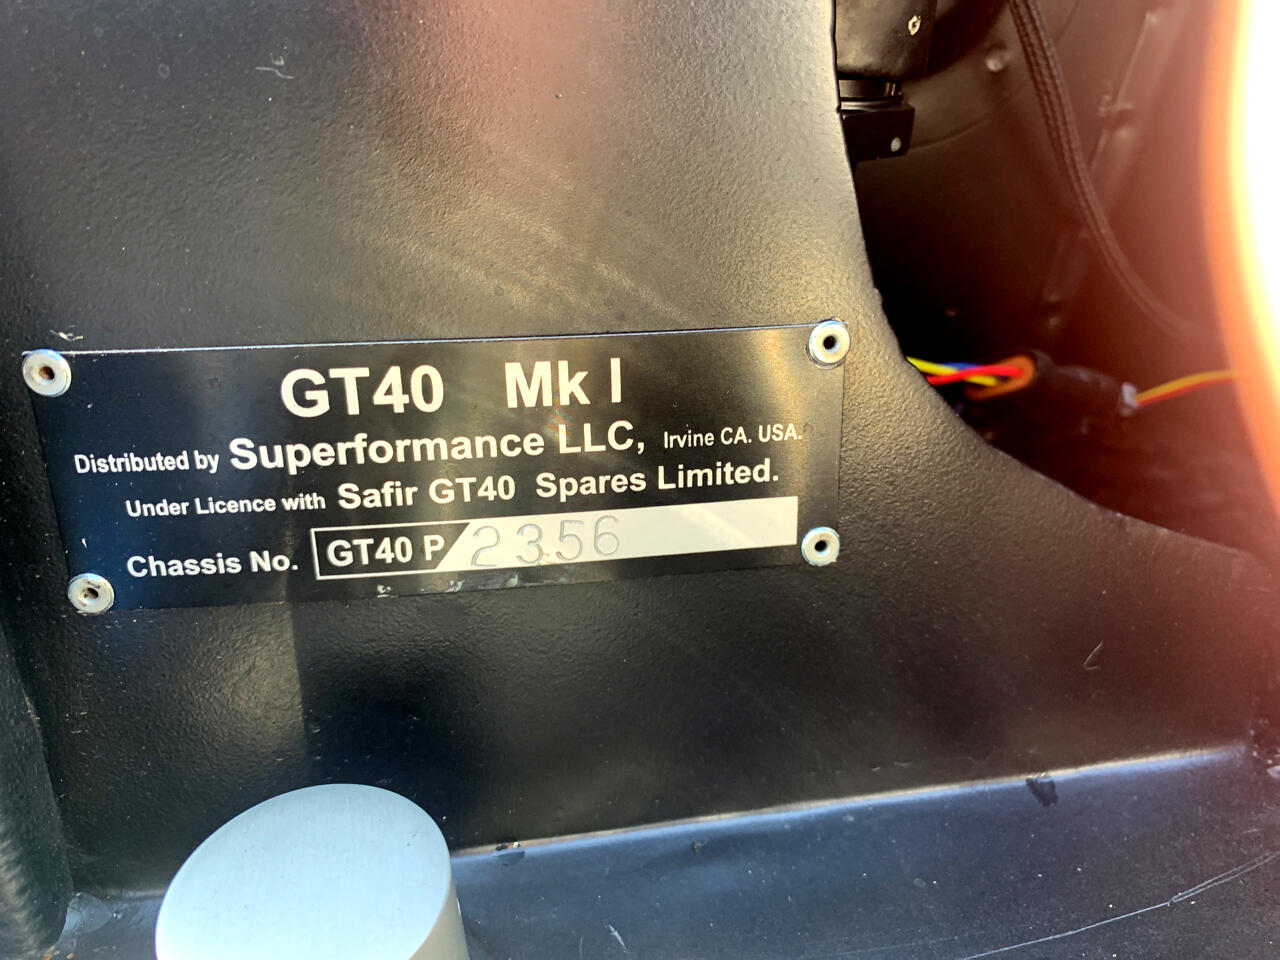 GT40 Mk I
Distributed by Superformance LLC, Irvine CA. USA.
Under Licence with Safir GT40 Spares Limited.
Chassis No. GT40 P 2356